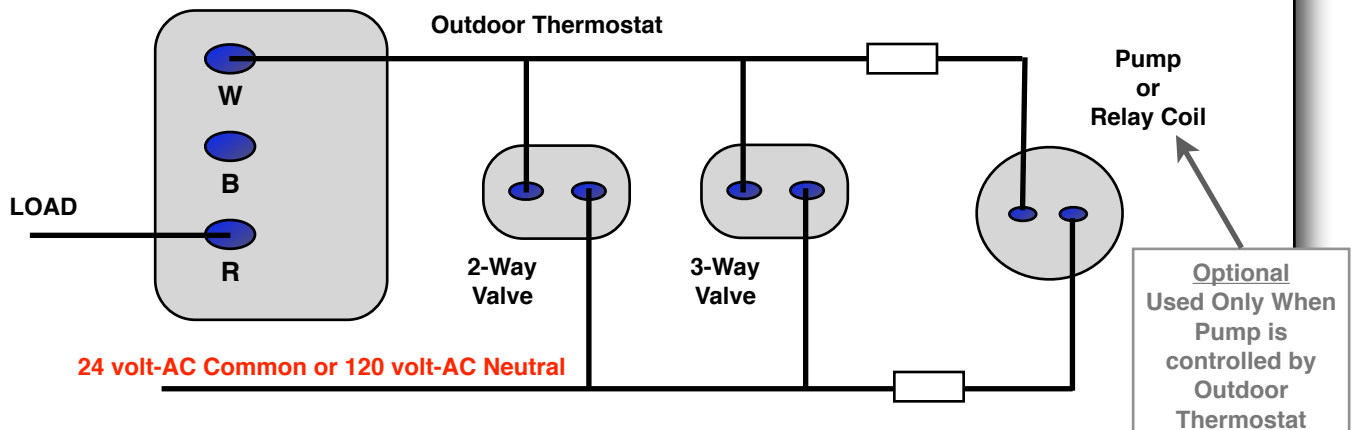 Outdoor Thermostat
W
B
R
LOAD
2-Way
Valve
3-Way
Valve
Pump
or
Relay Coil
24 volt-AC Common or 120 volt-AC Neutral
Optional
Used Only When
Pump is
controlled by
Outdoor
Thermostat